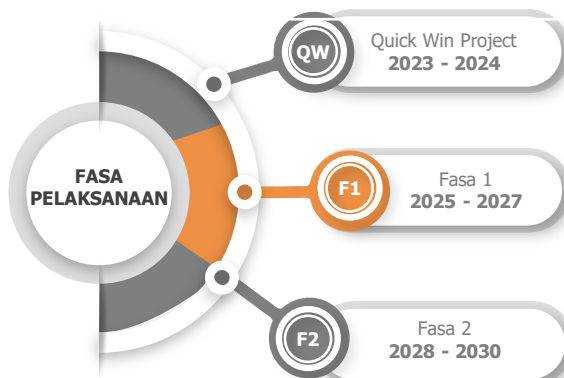 FASA
PELAKSANAAN
QW
Quick Win Project
2023 - 2024
F1
Fasa 1
2025 - 2027
F2
Fasa 2
2028 - 2030